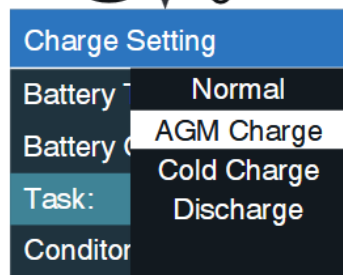 Charge Setting
Battery
Normal
Battery
AGM Charge
Cold Charge
Task:
Discharge
Conditor